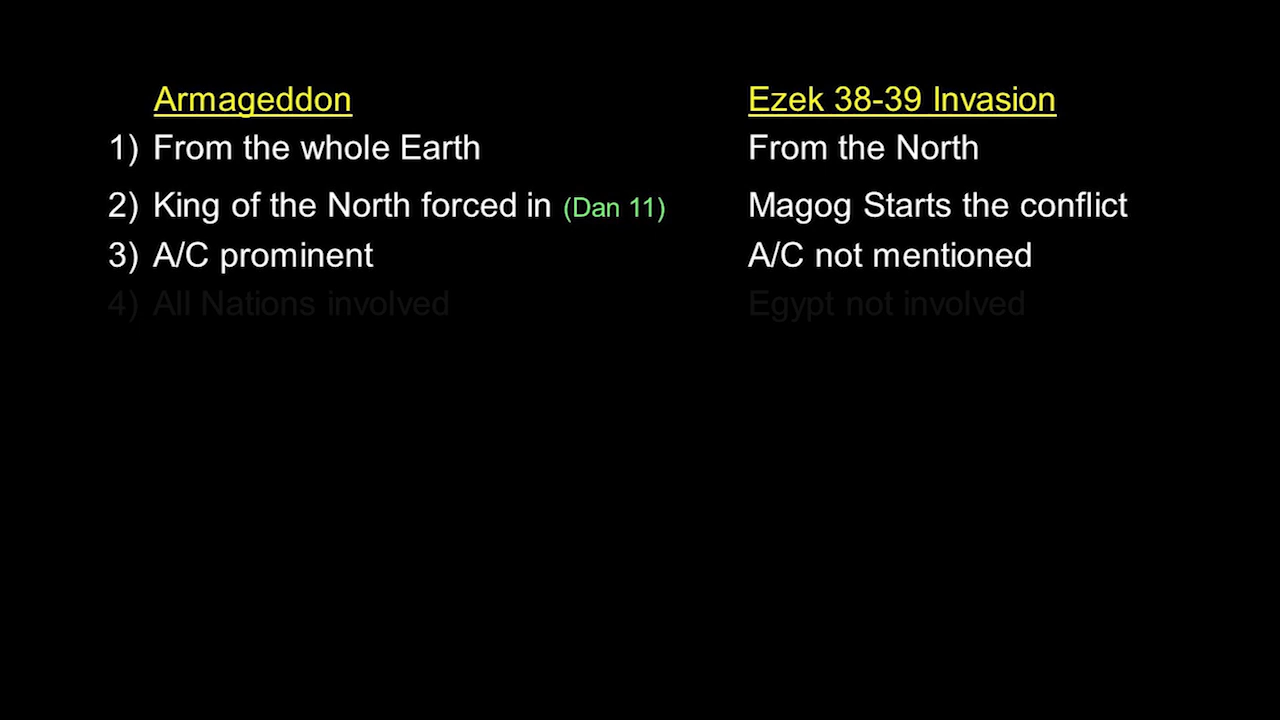 Armageddon Ezek 38-39 Invasion
1) From the whole Earth From the North
2) King of the North forced in (Dan 11) Magog Starts the conflict
3) A/C prominent A/C not mentioned
4) All Nations involved Egypt not involved